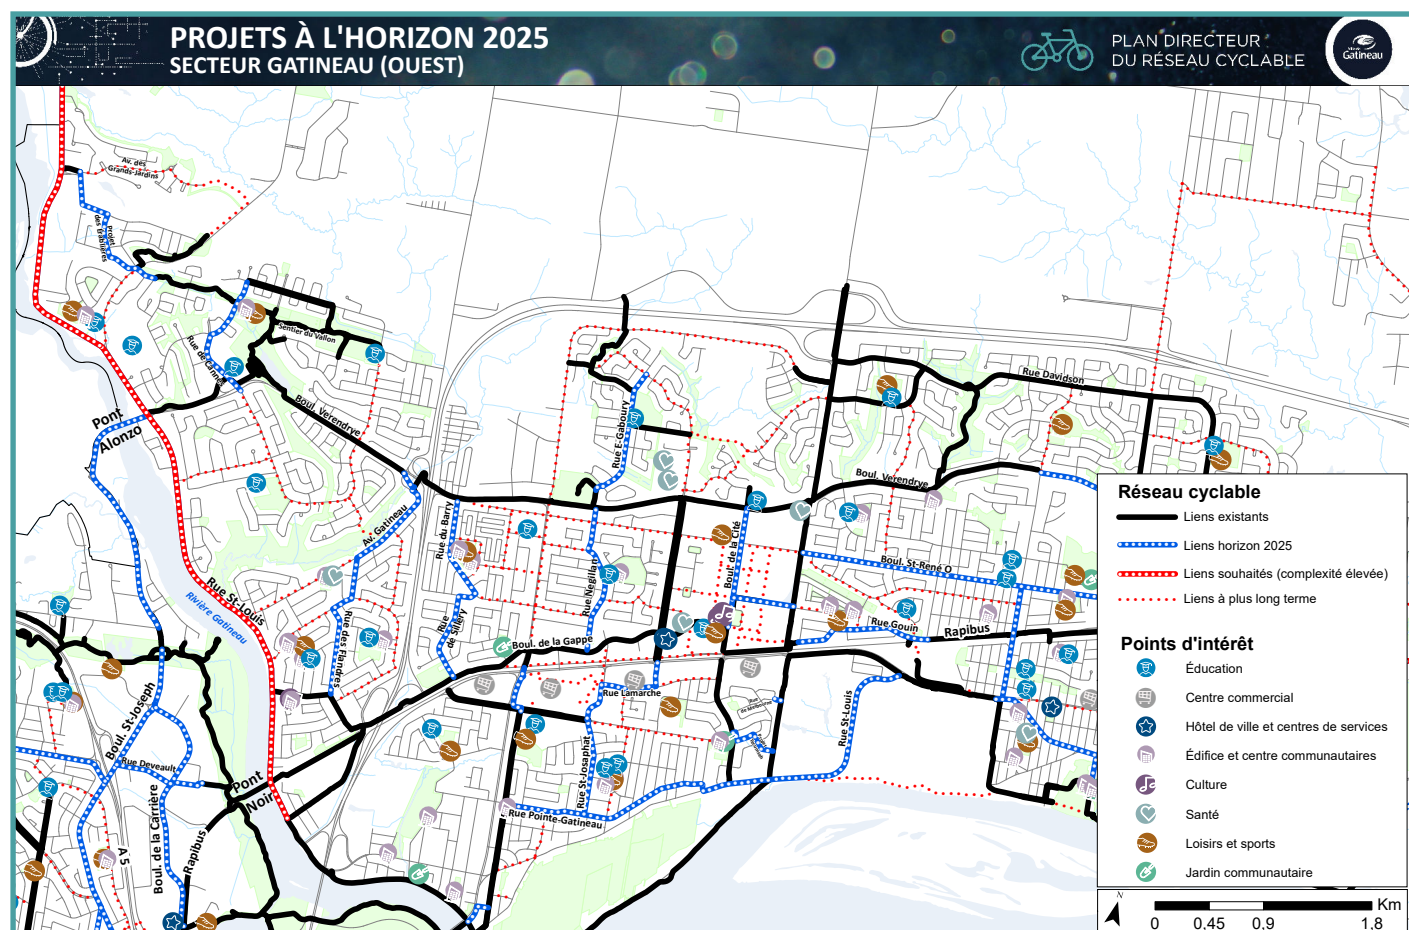 PROJETS À L'HORIZON 2025
SECTEUR GATINEAU (OUEST)
PLAN DIRECTEUR
DU RÉSEAU CYCLABLE
Gatineau
Av. des
Grands-Jardins
Projet
des Érablières
Sentier du Vallon
Rue de Cannes
Boul. Verendrye
Pont
Alonzo
Rue E-Gaboury
Rue Davidson
Boul. Verendrye
Av. Gatineau
Rue du Barry
Boul. de la Cité
Boul. St-René O
Rue St-Louis
Rivière Gatineau
Rue Nagillan
Rue des Flandres
Rue
de Sillery
Boul. de la Gappe
Rue Gouin
Rapibus
Rue Lamarche
Rue St-Louis
Boul. St-Joseph
Rue Deveault
Pont
Noir
Rue St-Josaphat
Rue Pointe-Gatineau
Boul. de la Carrière
Rapibus
A 5
Réseau cyclable
Liens existants
Liens horizon 2025
Liens souhaités (complexité élevée)
Liens à plus long terme
Points d'intérêt
Éducation
Centre commercial
Hôtel de ville et centres de services
Édifice et centre communautaires
Culture
Santé
Loisirs et sports
Jardin communautaire
N
Km
0 0,45 0,9 1,8